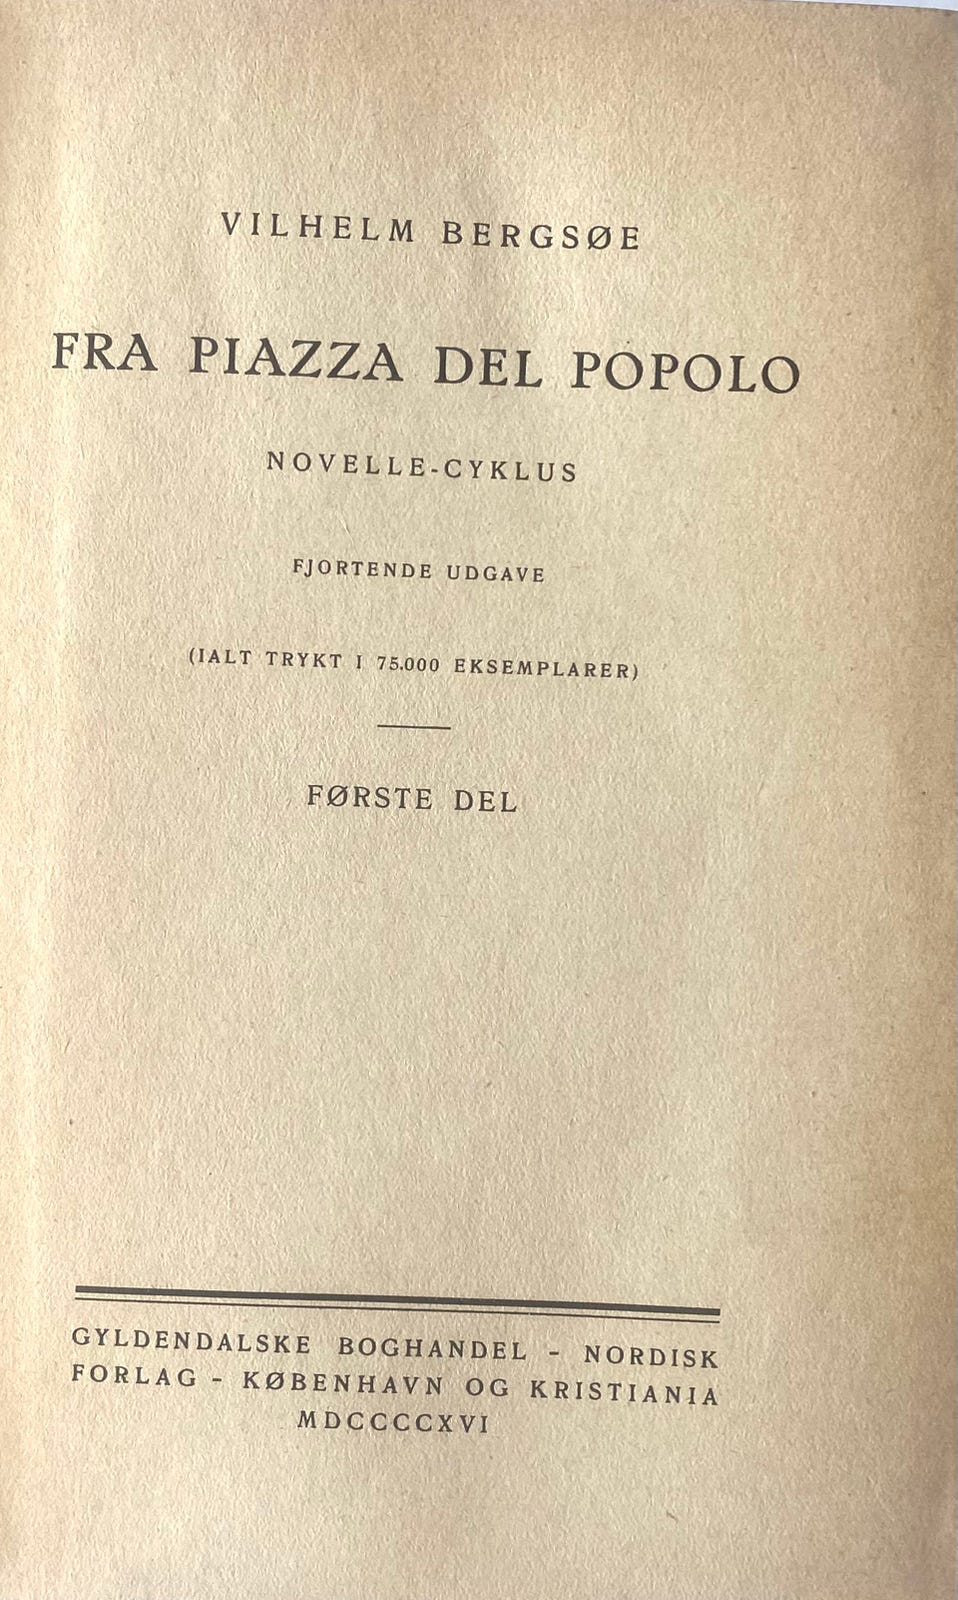 VILHELM BERGSØE
FRA PIAZZA DEL POPOLO
NOVELLE-CYKLUS
FJORTENDE UDGAVE
(IALT TRYKT I 75.000 EKSEMPLARER)
FØRSTE DEL
GYLDENDALSKE BOGHANDEL - NORDISK
FORLAG - KØBENHAVN OG KRISTIANIA
MDCCCCXVI